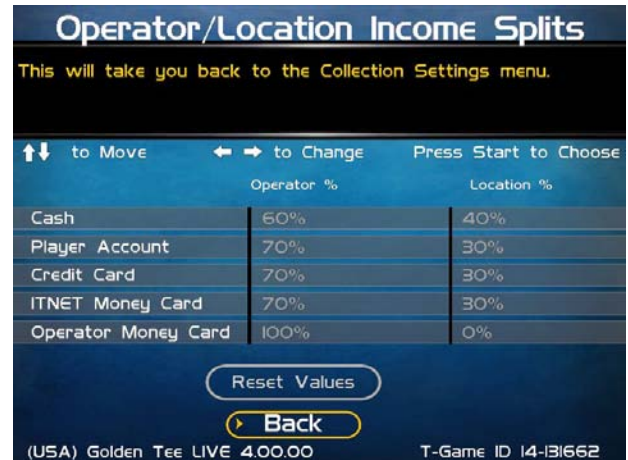 Operator/Location Income Splits
This will take you back to the Collection Settings menu.
to Move to Change Press Start to Choose
Operator % Location %
Cash 60% 40%
Player Account 70% 30%
Credit Card 70% 30%
ITNET Money Card 70% 30%
Operator Money Card 100% 0%
Reset Values
Back
(USA) Golden Tee LIVE 4.00.00 T-Game ID 14-131662